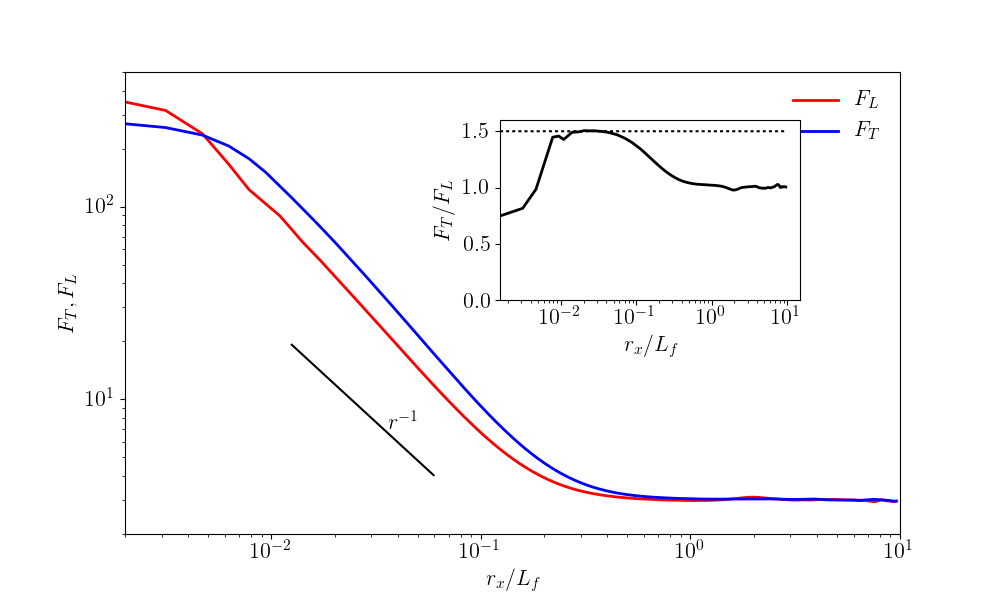 F_L
F_T
1.5
1.0
0.5
0.0
F_T/F_L
10^{-2} 10^{-1} 10^0 10^1
r_x/L_f
10^2
10^1
F_T, F_L
r^{-1}
10^{-2} 10^{-1} 10^0 10^1
r_x/L_f